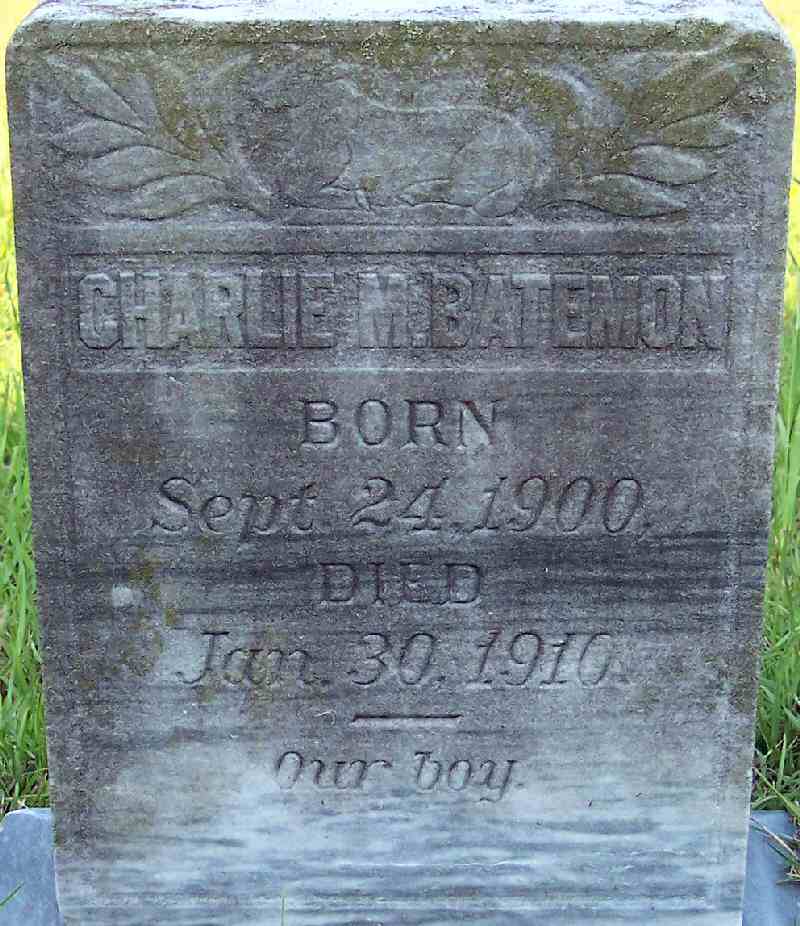 CHARLIE M. BATEMON
BORN
Sept. 24, 1900.
DIED
Jan. 30, 1910.
Our boy.